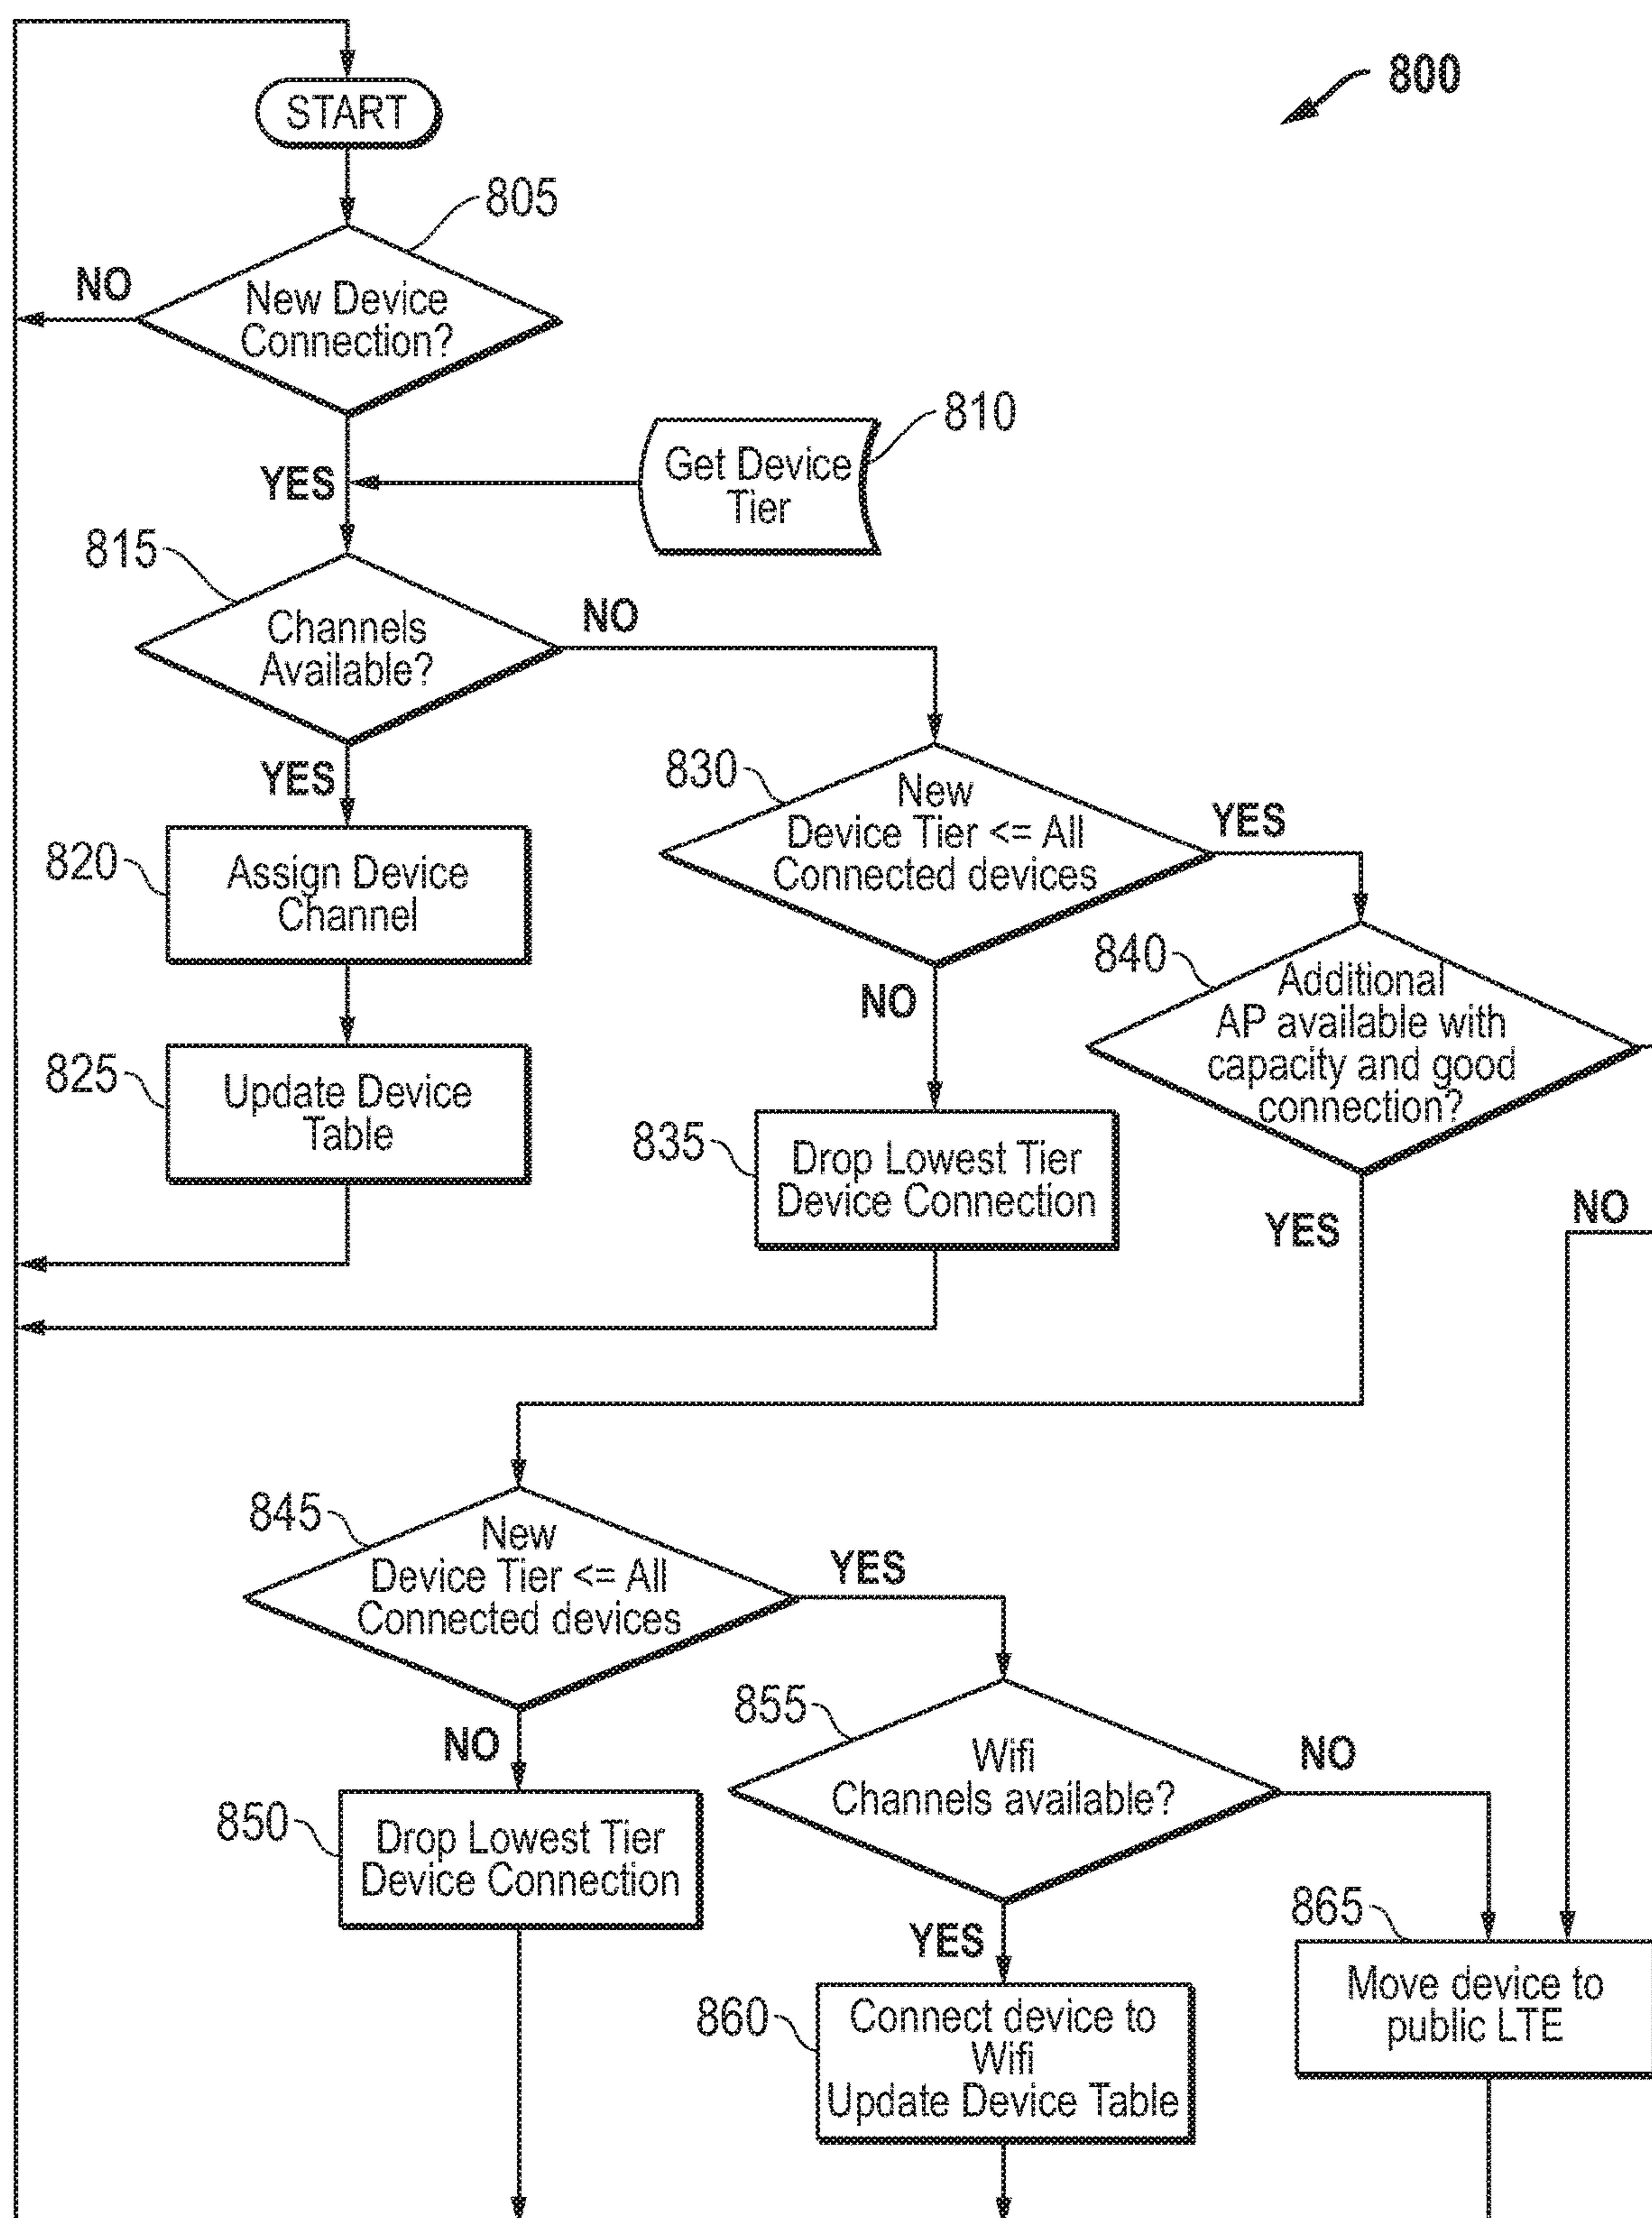 800
START
805
NO
New Device
Connection?
810
Get Device
Tier
YES
815
Channels
Available?
NO
YES
830
New
Device Tier <= All
Connected devices
YES
820
Assign Device
Channel
840
Additional
AP available with
capacity and good
connection?
NO
825
Update Device
Table
835
Drop Lowest Tier
Device Connection
NO
YES
845
New
Device Tier <= All
Connected devices
YES
855
Wifi
Channels available?
NO
NO
850
Drop Lowest Tier
Device Connection
YES
865
Move device to
public LTE
860
Connect device to
Wifi
Update Device Table